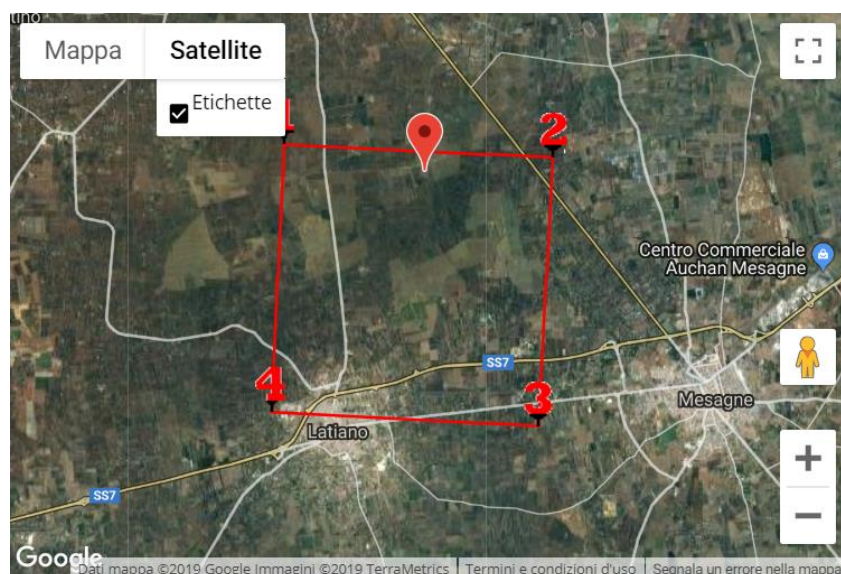 tino
Mappa
Satellite
Etichette
1
2
Centro Commerciale
Auchan Mesagne
SS7
4
3
Mesagne
Latiano
SS7
Google
Dati mappa ©2019 Google Immagini ©2019 TerraMetrics
Termini e condizioni d'uso
Segnala un errore nella mappa